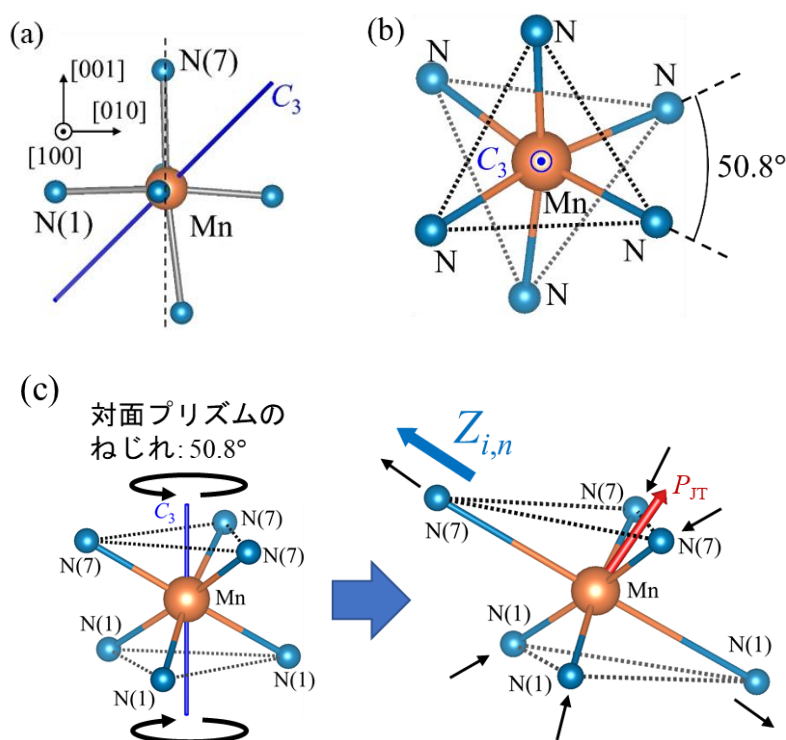 (a)
[001]
[010]
[100]
N(7)
C3
N(1)
Mn
(b)
N
N
N
C3
Mn
N
N
N
50.8°
(c)
対面プリズムの
ねじれ: 50.8°
C3
N(7)
N(7)
N(7)
Mn
N(1)
N(1)
N(1)
Zi,n
N(7)
PJT
N(7)
N(7)
Mn
N(1)
N(1)
N(1)